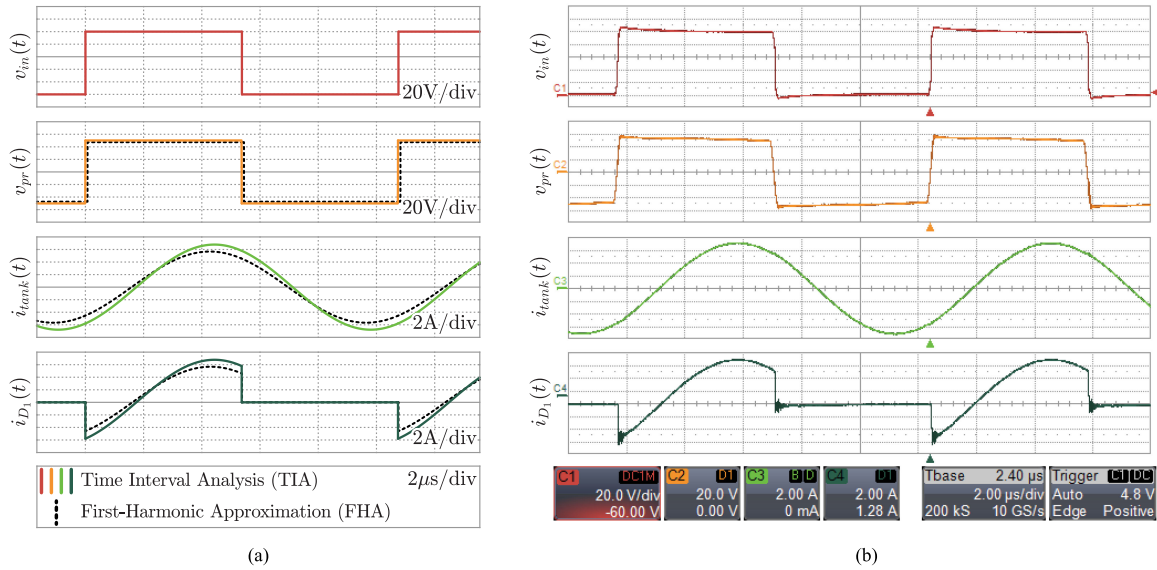 v_in(t)
20V/div
v_pr(t)
20V/div
i_tank(t)
2A/div
i_D1(t)
2A/div
Time Interval Analysis (TIA)
2μs/div
First-Harmonic Approximation (FHA)
(a)
v_in(t)
C1
v_pr(t)
C2
i_tank(t)
C3
i_D1(t)
C4
C1 DC1M
20.0 V/div
-60.00 V
C2 D1
20.0 V
0.00 V
C3 B D
2.00 A
0 mA
C4 D1
2.00 A
1.28 A
Tbase 2.40 μs
2.00 μs/div
200 kS 10 GS/s
Trigger C1 DC
Auto 4.8 V
Edge Positive
(b)